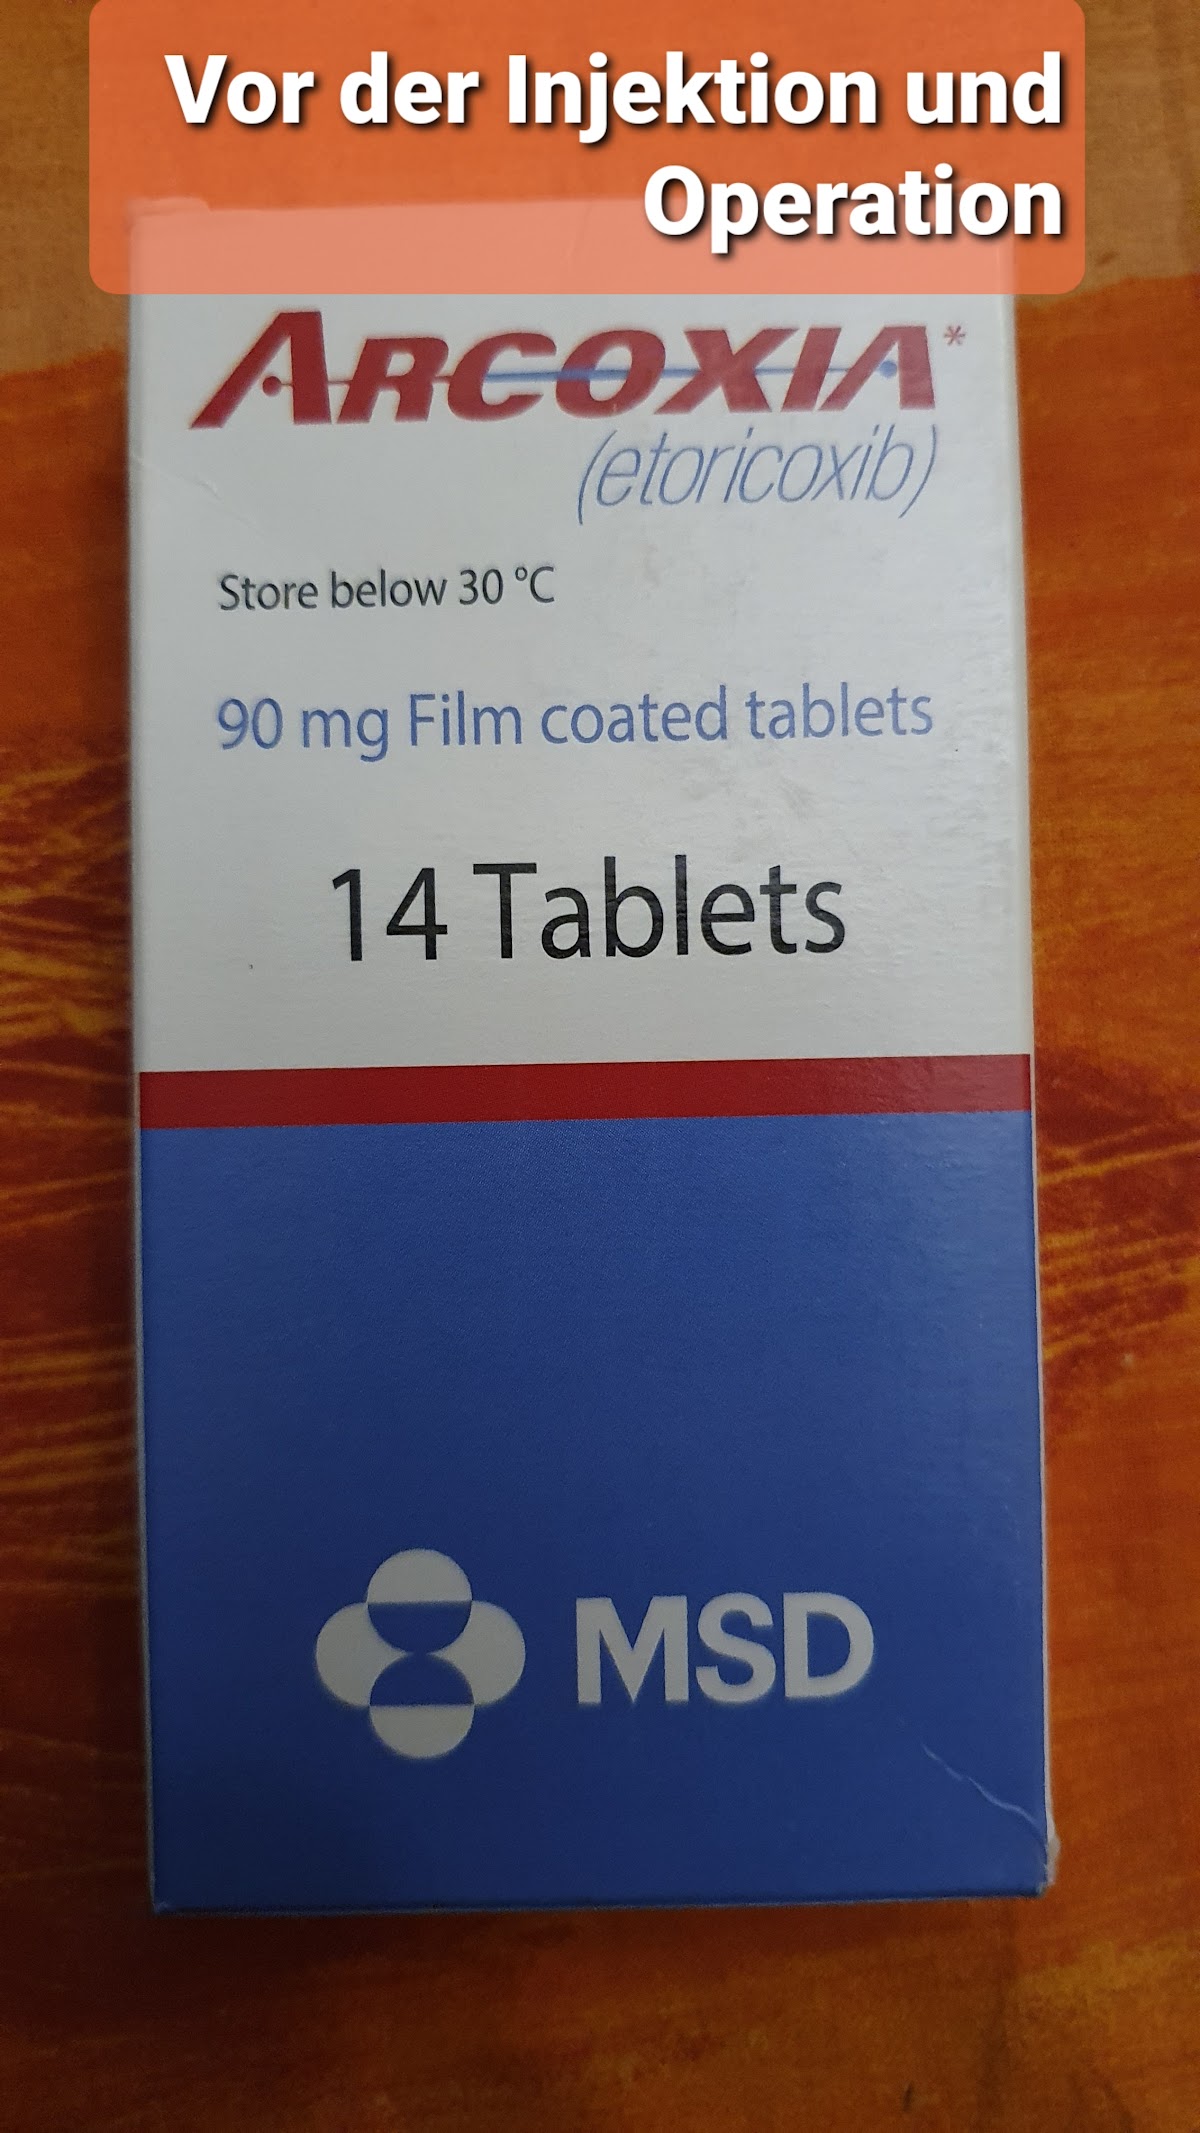 Vor der Injektion und
Operation
ARCOXIA*
(etoricoxib)
Store below 30 °C
90 mg Film coated tablets
14 Tablets
MSD